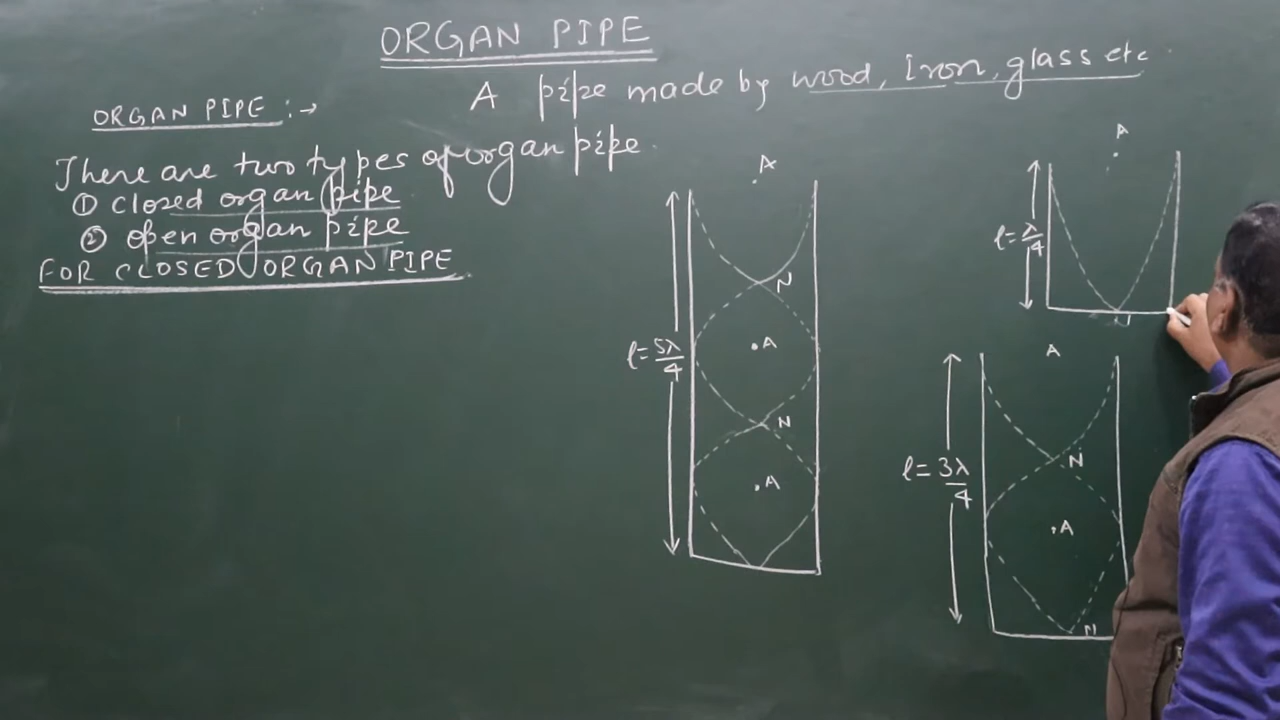 ORGAN PIPE
A pipe made by wood, Iron, glass etc
ORGAN PIPE :→
There are two types of organ pipe.
① closed organ pipe
② open organ pipe
FOR CLOSED ORGAN PIPE
A
N
l = 5λ/4
A
N
A
A
l = λ/4
N
A
l = 3λ/4
N
A
N